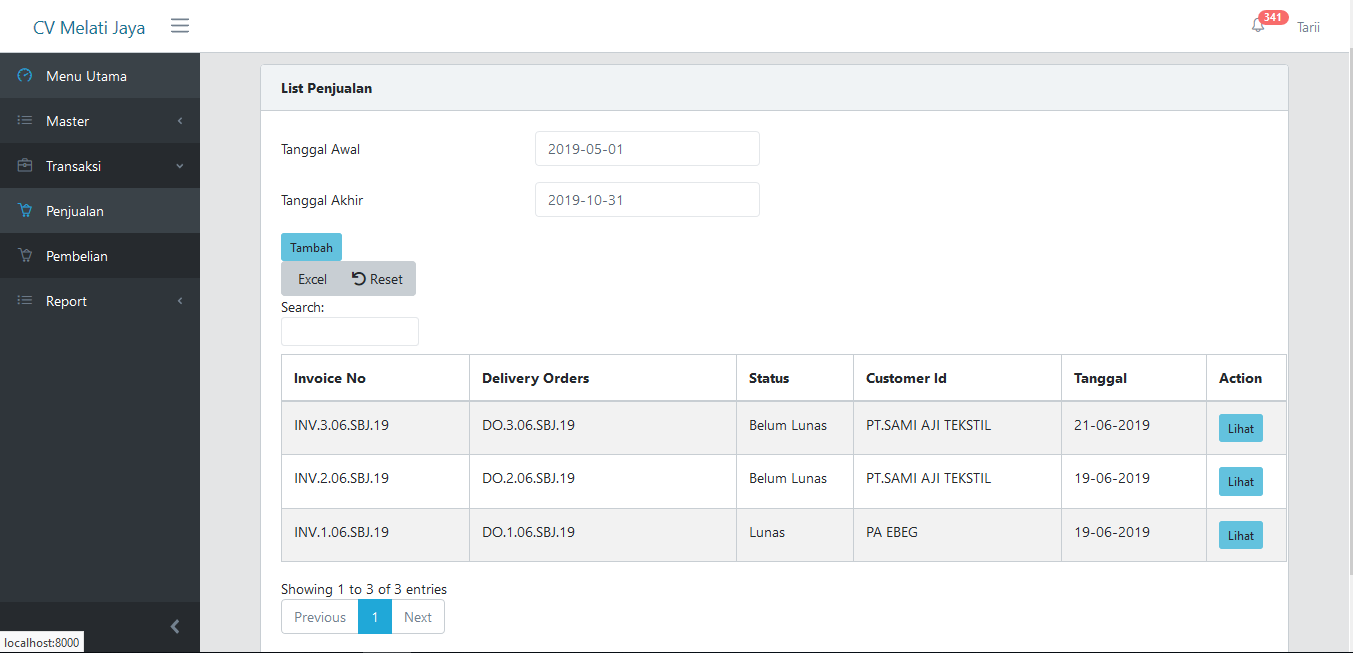 CV Melati Jaya
341
Tarii
Menu Utama
Master
Transaksi
Penjualan
Pembelian
Report
localhost:8000
List Penjualan
Tanggal Awal 2019-05-01
Tanggal Akhir 2019-10-31
Tambah
Excel Reset
Search:
Invoice No Delivery Orders Status Customer Id Tanggal Action
INV.3.06.SBJ.19 DO.3.06.SBJ.19 Belum Lunas PT.SAMI AJI TEKSTIL 21-06-2019 Lihat
INV.2.06.SBJ.19 DO.2.06.SBJ.19 Belum Lunas PT.SAMI AJI TEKSTIL 19-06-2019 Lihat
INV.1.06.SBJ.19 DO.1.06.SBJ.19 Lunas PA EBEG 19-06-2019 Lihat
Showing 1 to 3 of 3 entries
Previous 1 Next